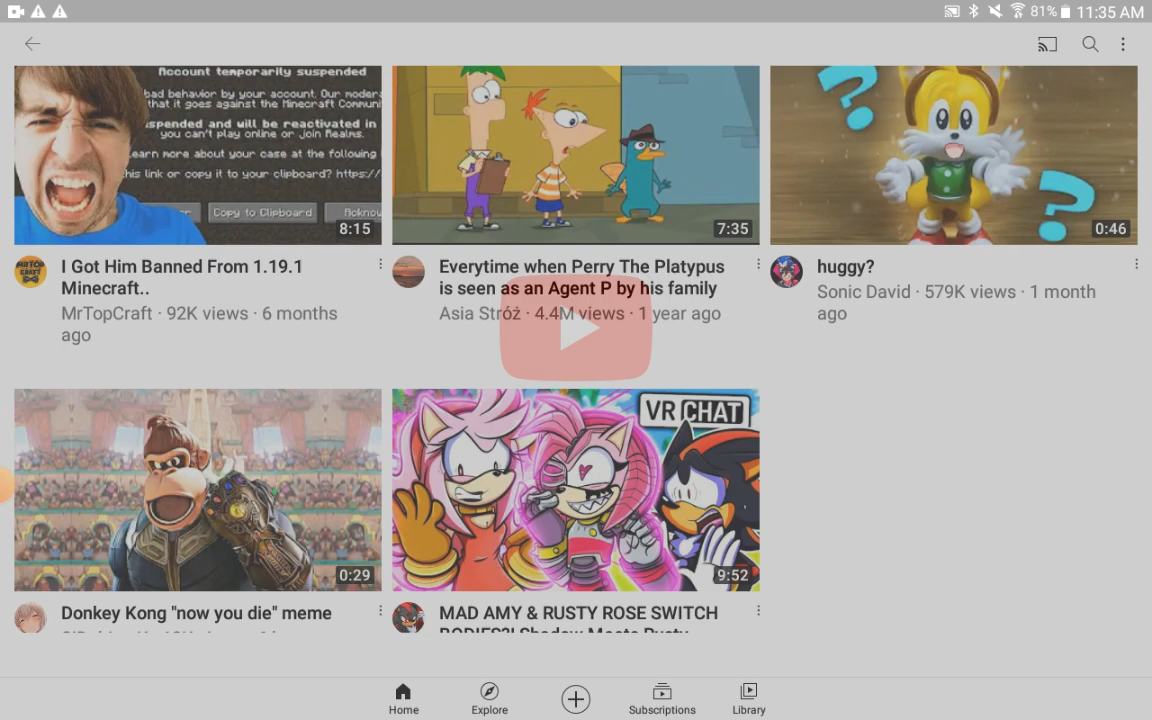 81% 11:35 AM
Account temporarily suspended
bad behavior by your account. Our
that it goes against the Minecraft
and will be reactivated in
you can't play online or join Realms.
more about your case at the following
link or copy it to your clipboard? https://
Copy to Clipboard
8:15
7:35
? ?
0:46
I Got Him Banned From 1.19.1
Minecraft..
MrTopCraft · 92K views · 6 months
ago
Everytime when Perry The Platypus
is seen as an Agent P by his family
Asia Stróż · 4.4M views · 1 year ago
huggy?
Sonic David · 579K views · 1 month
ago
VR CHAT
0:29
9:52
Donkey Kong "now you die" meme
MAD AMY & RUSTY ROSE SWITCH
BODIES?! Shadow Meets Rusty
Home
Explore
Subscriptions
Library